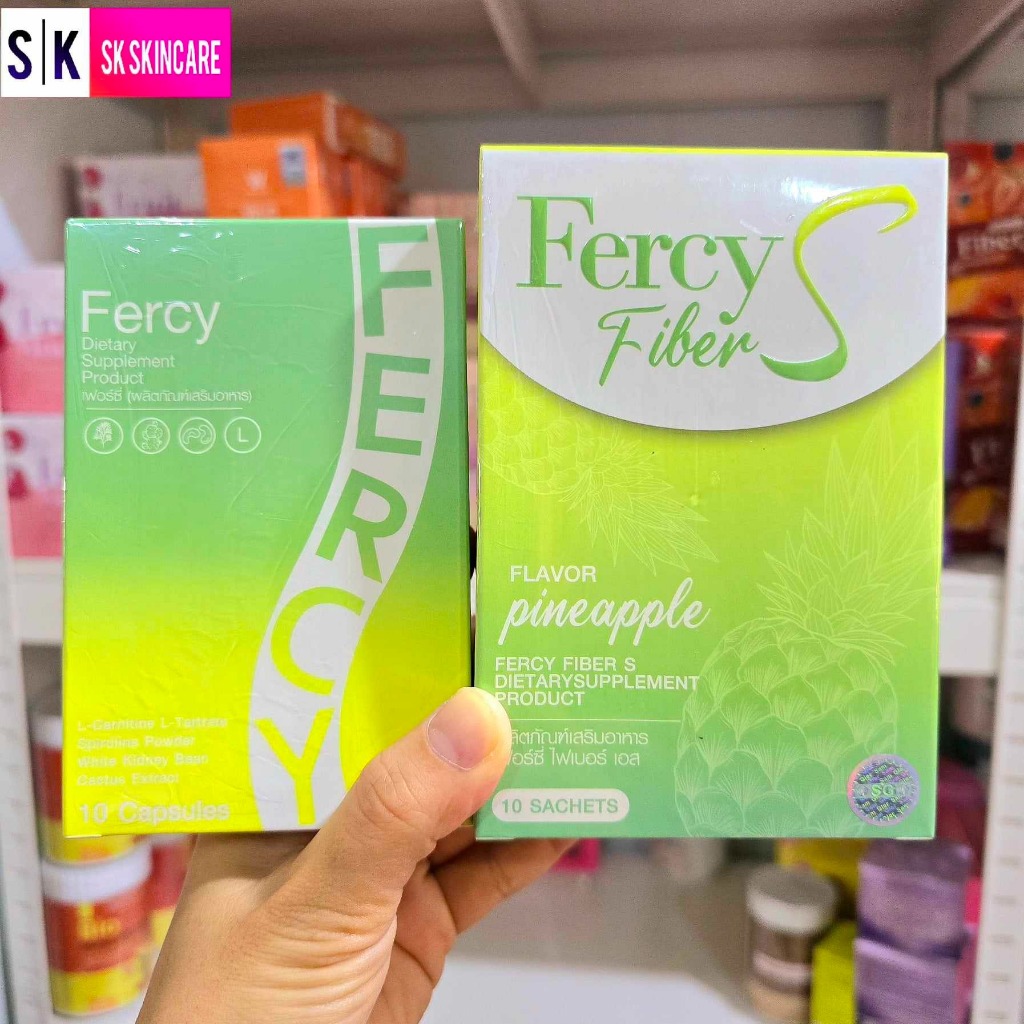 S|K SK SKINCARE
Fercy
Dietary
Supplement
Product
เฟอร์ซี่ (ผลิตภัณฑ์เสริมอาหาร)
L
FERCY
L-Carnitine L-Tartrate
Spirulina Powder
White Kidney Bean
Cactus Extract
10 Capsules
Fercy S
Fiber
FLAVOR
pineapple
FERCY FIBER S
DIETARYSUPPLEMENT
PRODUCT
ลิตภัณฑ์เสริมอาหาร
ฟอร์ซี่ ไฟเบอร์ เอส
10 SACHETS
SG